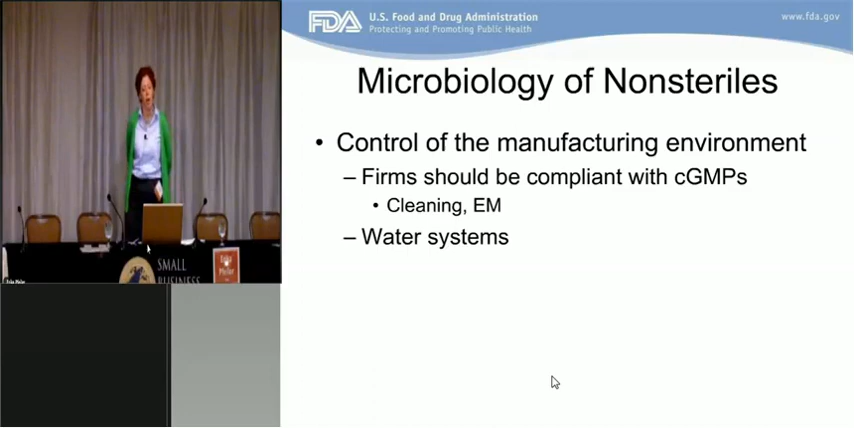 FDA
U.S. Food and Drug Administration
Protecting and Promoting Public Health
www.fda.gov
Microbiology of Nonsteriles
• Control of the manufacturing environment
– Firms should be compliant with cGMPs
• Cleaning, EM
– Water systems
SMALL
BUSINESS